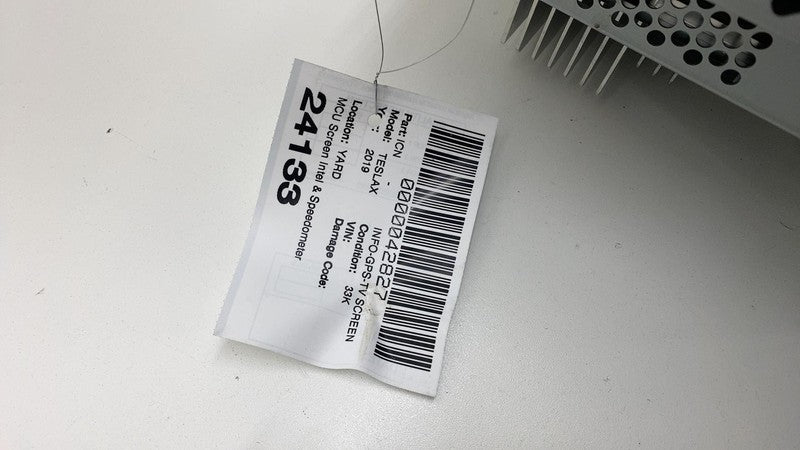 0000042827
Part: ICN - INFO-GPS-TV SCREEN
Model: TESLAX Condition: 33K
2019 VIN:
Location: YARD Damage Code:
MCU Screen Intel & Speedometer
24133